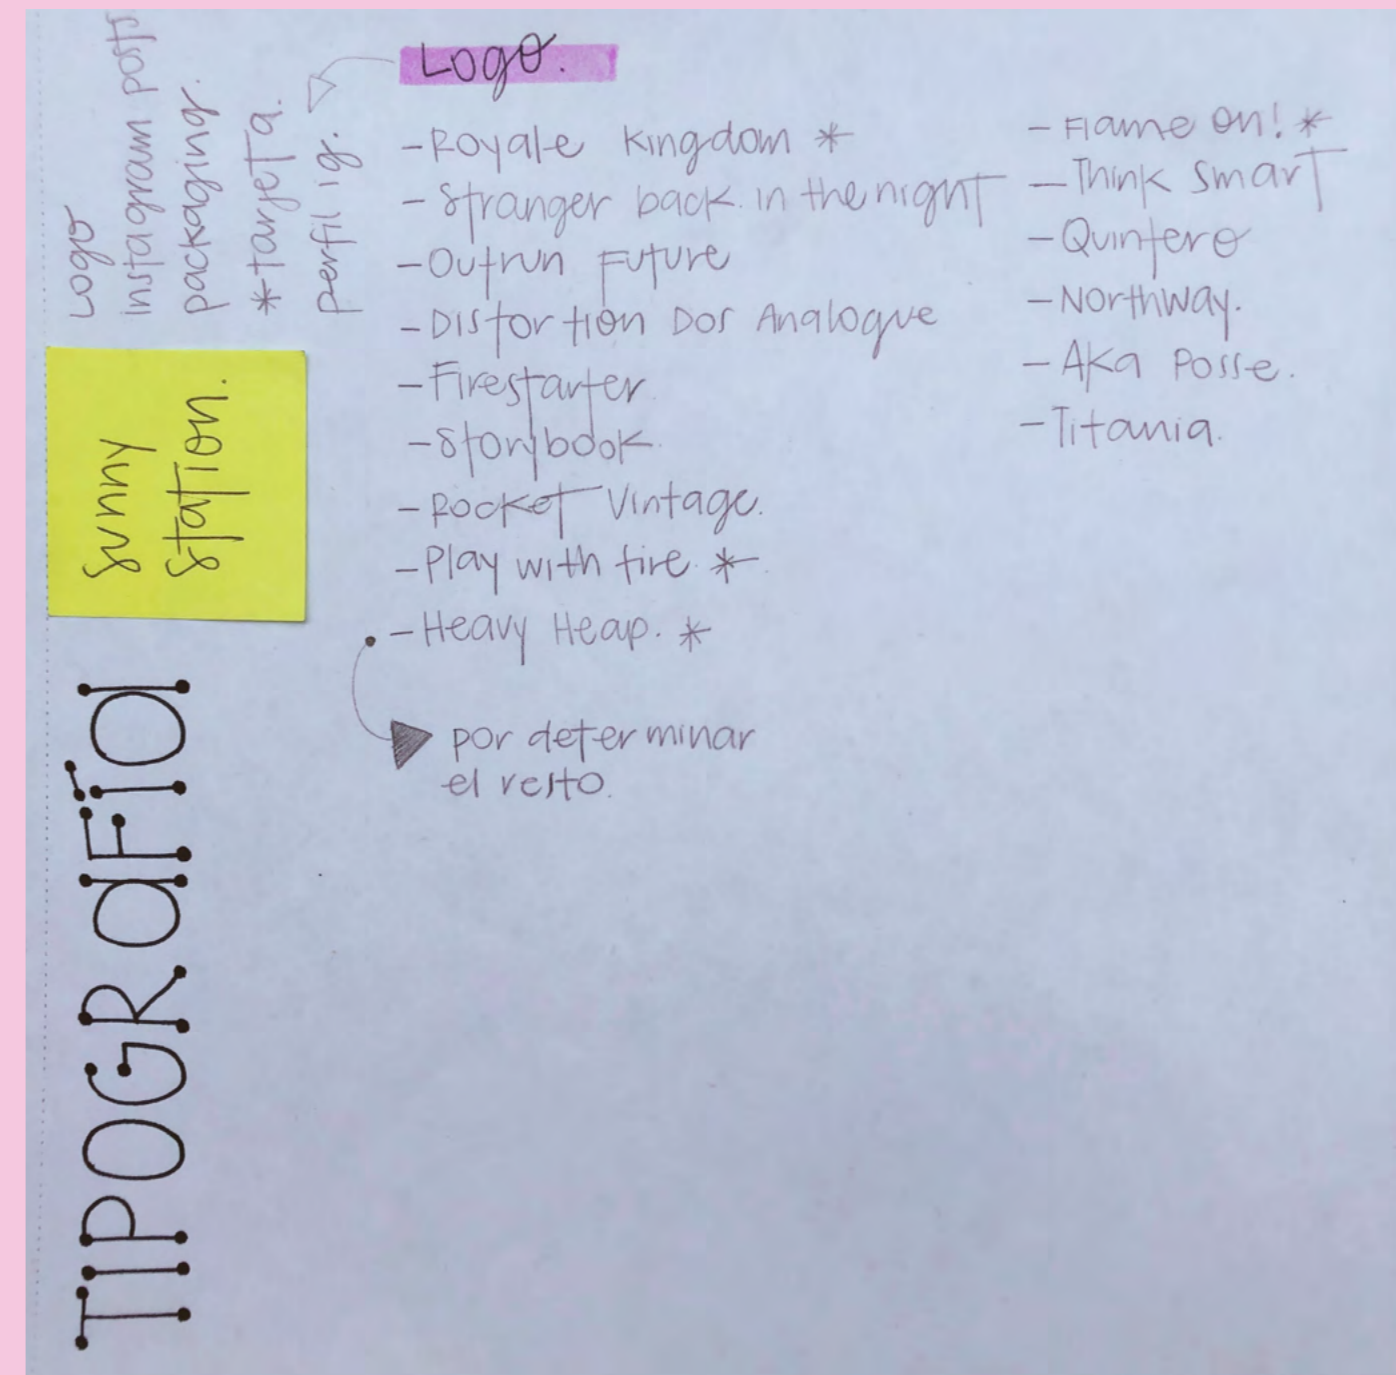 Logo
instagram posts
packaging.
*targeta.
perfil ig.
sunny
station.
TIPOGRaFÍa
Logo.
- Royale Kingdom *
- Stranger back in the night
- Outrun Future
- Distortion Dos Analogue
- Firestarter
- Storybook
- Rocket Vintage.
- Play with fire *
- Heavy Heap. *
por determinar
el resto.
- Flame on! *
- Think Smart
- Quintero
- Northway.
- Aka Posse.
- Titania.